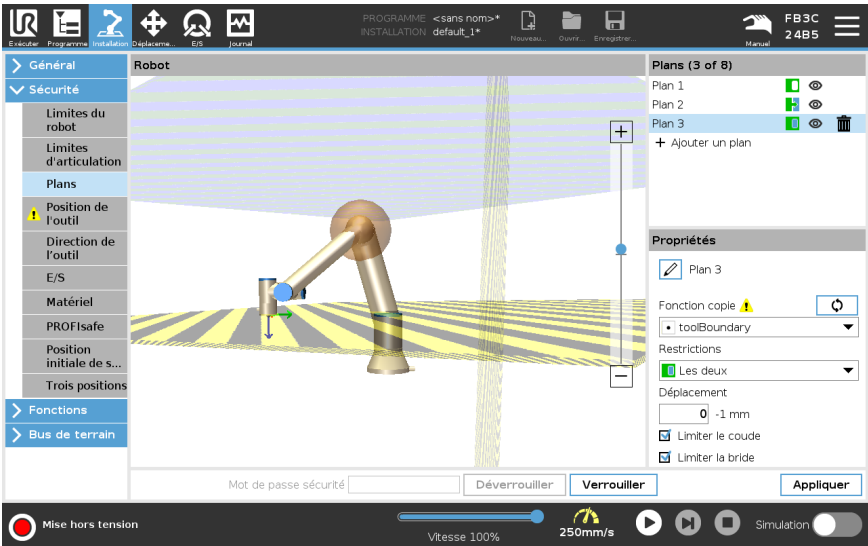 PROGRAMME <sans nom>*
INSTALLATION default_1*
FB3C
24B5
Exécuter
Programme
Installation
Déplaceme...
E/S
Journal
Nouveau...
Ouvrir...
Enregistrer...
Manuel
Général
Sécurité
Limites du
robot
Limites
d'articulation
Plans
Position de
l'outil
Direction de
l'outil
E/S
Matériel
PROFIsafe
Position
initiale de s...
Trois positions
Fonctions
Bus de terrain
Robot
Plans (3 of 8)
Plan 1
Plan 2
Plan 3
+ Ajouter un plan
Propriétés
Plan 3
Fonction copie
toolBoundary
Restrictions
Les deux
Déplacement
0 -1 mm
Limiter le coude
Limiter la bride
Mot de passe sécurité
Déverrouiller
Verrouiller
Appliquer
Mise hors tension
Vitesse 100%
250mm/s
Simulation